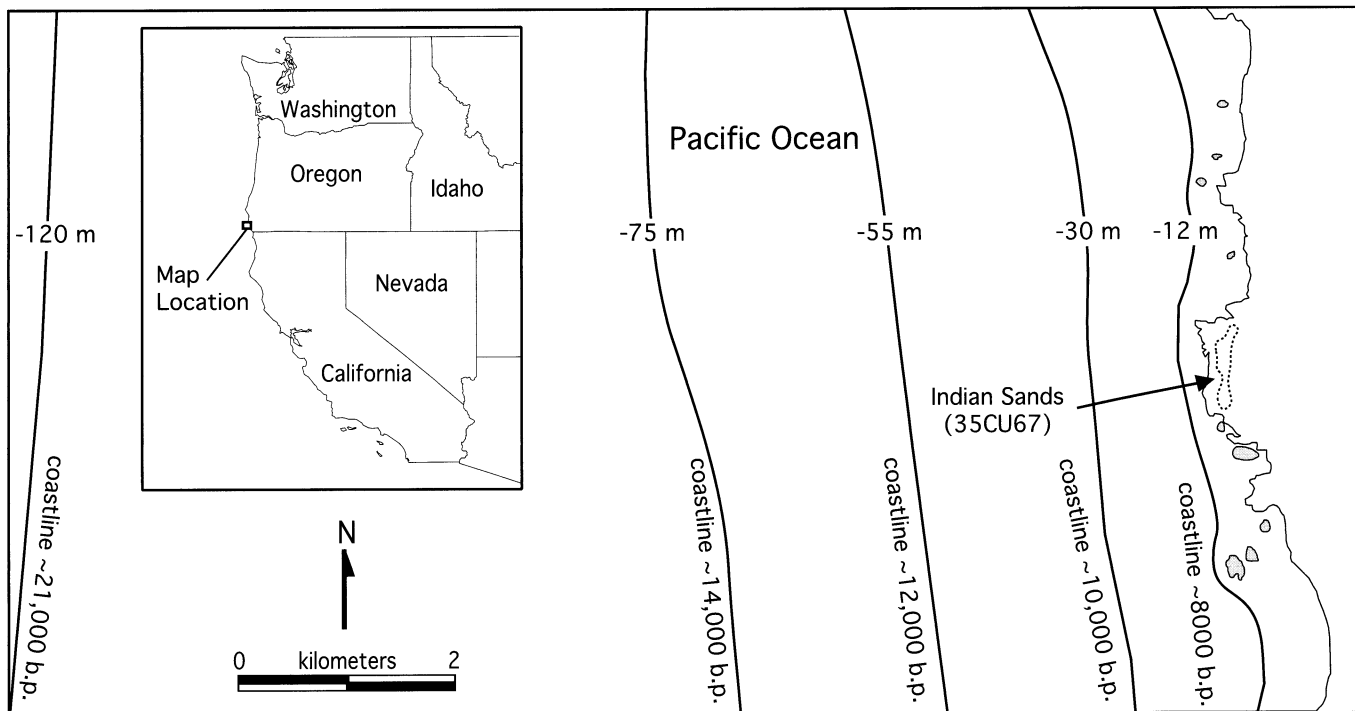 Washington
Oregon
Idaho
Nevada
California
Map
Location
Pacific Ocean
-120 m
-75 m
-55 m
-30 m
-12 m
Indian Sands
(35CU67)
coastline ~21,000 b.p.
coastline ~14,000 b.p.
coastline ~12,000 b.p.
coastline ~10,000 b.p.
coastline ~8000 b.p.
N
0 kilometers 2